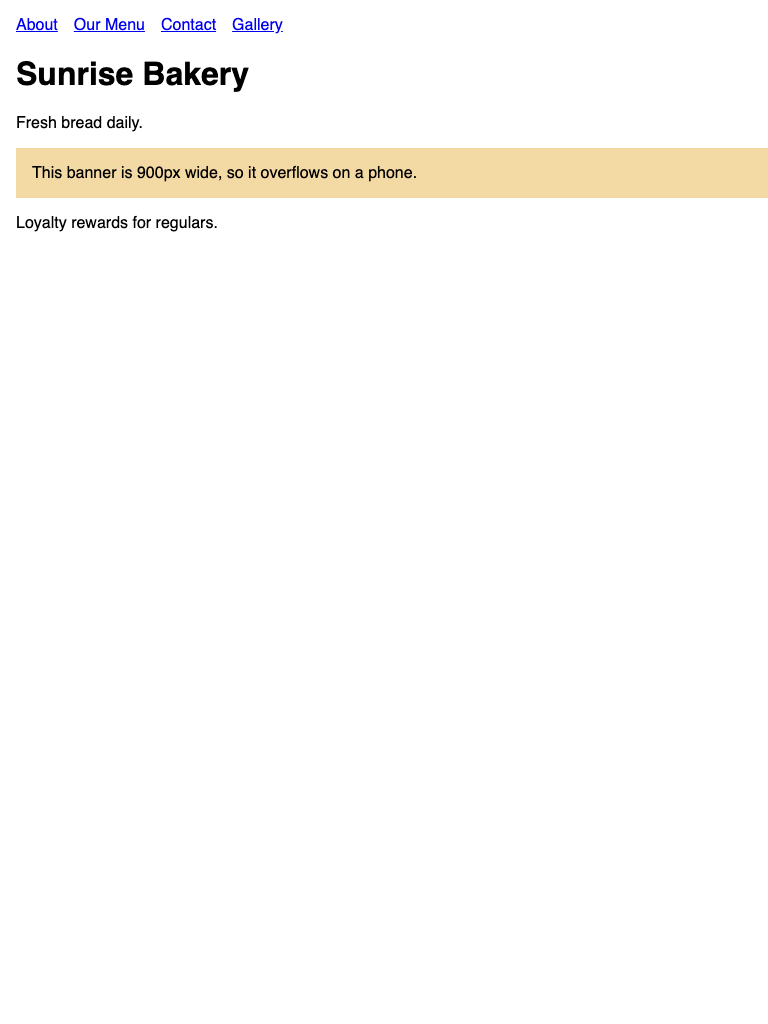 About Our Menu Contact Gallery
Sunrise Bakery
Fresh bread daily.
This banner is 900px wide, so it overflows on a phone.
Loyalty rewards for regulars.